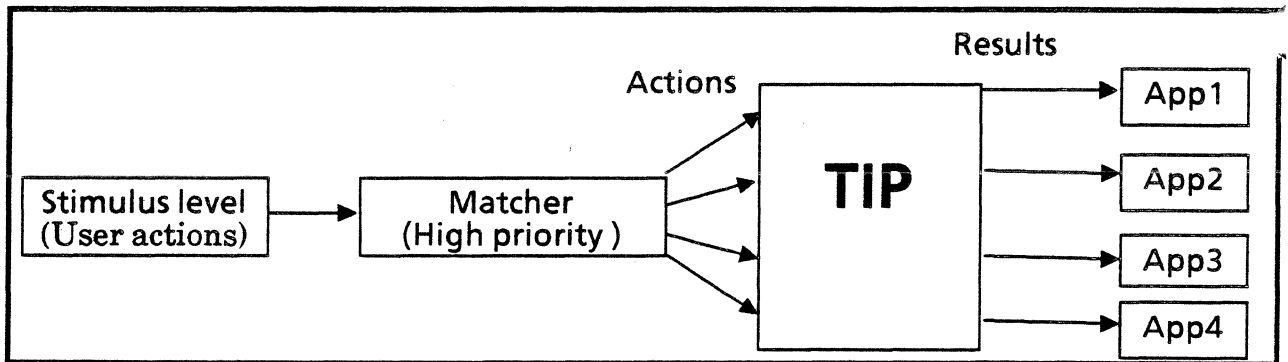 Results
Actions
App1
TIP
App2
Stimulus level
(User actions)
Matcher
(High priority )
App3
App4